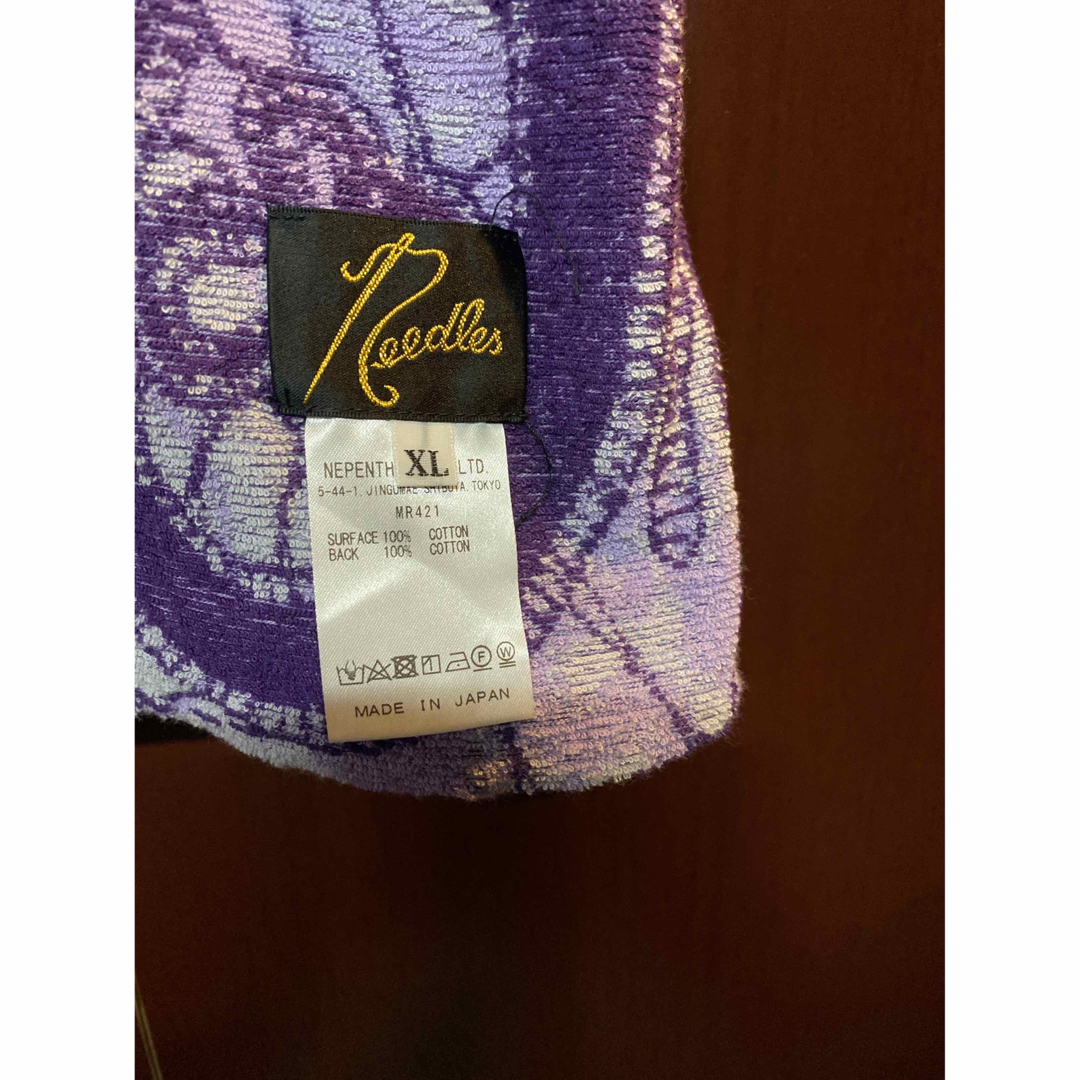 Needles
XL
NEPENTH LTD.
5-44-1, JINGUMAE SHIBUYA, TOKYO
MR421
SURFACE 100% COTTON
BACK 100% COTTON
F W
MADE IN JAPAN